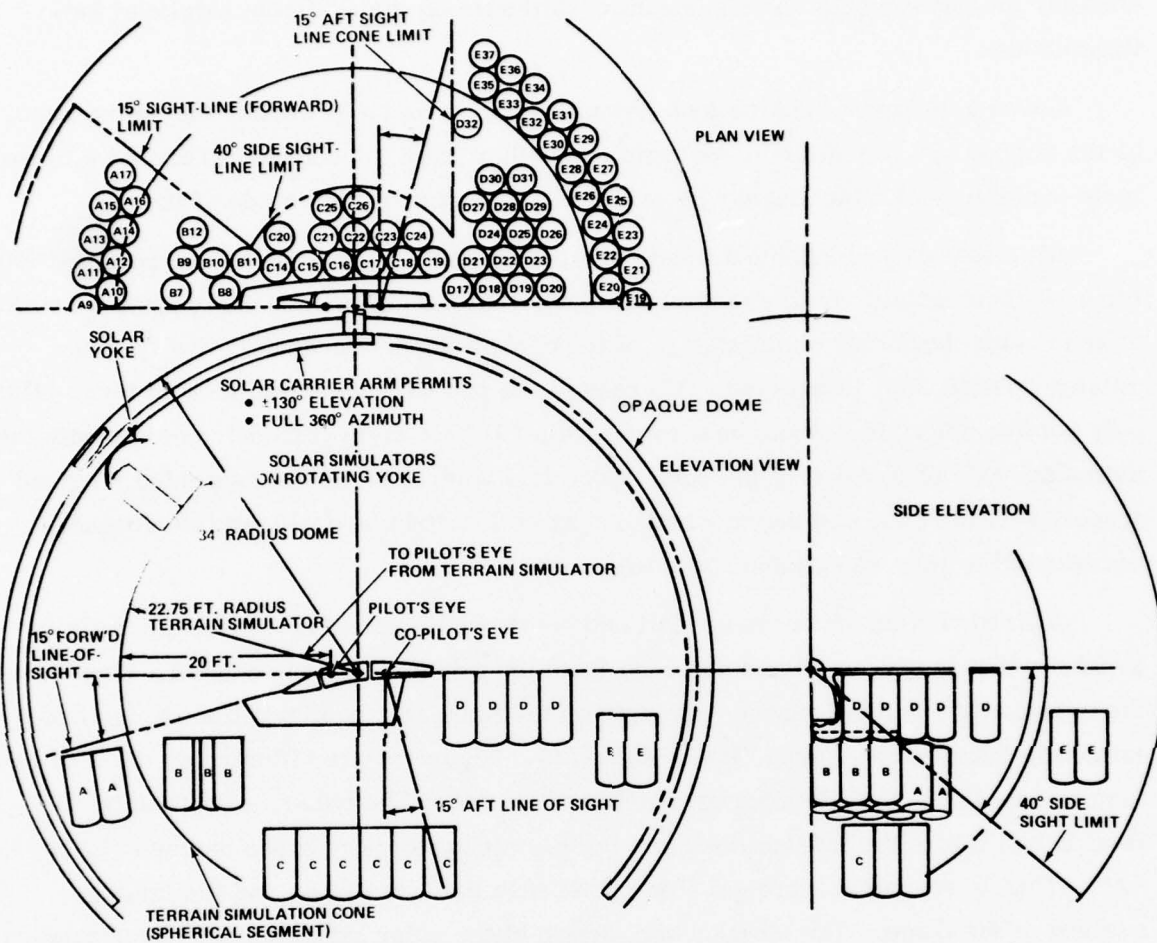 15° AFT SIGHT
LINE CONE LIMIT
15° SIGHT-LINE (FORWARD)
LIMIT
40° SIDE SIGHT-
LINE LIMIT
PLAN VIEW
E37
E36
E35
E34
E33
E32
E31
E30
E29
E28
E27
E26
E25
E24
E23
E22
E21
E20
E19
D32
D30
D31
D27
D28
D29
D24
D25
D26
D21
D22
D23
D17
D18
D19
D20
C25
C26
C20
C21
C22
C23
C24
C14
C15
C16
C17
C18
C19
B12
B9
B10
B11
B7
B8
A17
A15
A16
A14
A13
A12
A11
A10
A9
SOLAR
YOKE
SOLAR CARRIER ARM PERMITS
• ±130° ELEVATION
• FULL 360° AZIMUTH
SOLAR SIMULATORS
ON ROTATING YOKE
34' RADIUS DOME
OPAQUE DOME
ELEVATION VIEW
SIDE ELEVATION
TO PILOT'S EYE
FROM TERRAIN SIMULATOR
22.75 FT. RADIUS
TERRAIN SIMULATOR
PILOT'S EYE
CO-PILOT'S EYE
15° FORW'D
LINE-OF-
SIGHT
20 FT.
D D D D
E E
A A
B B B
C C C C C C
15° AFT LINE OF SIGHT
D D D D D
B B B A A
E E
C
40° SIDE
SIGHT LIMIT
TERRAIN SIMULATION CONE
(SPHERICAL SEGMENT)